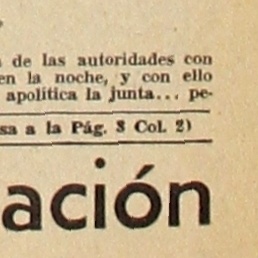 de las autoridades con
en la noche, y con ello
apolítica la junta... pe-
sa a la Pág. 3 Col. 2)
ación